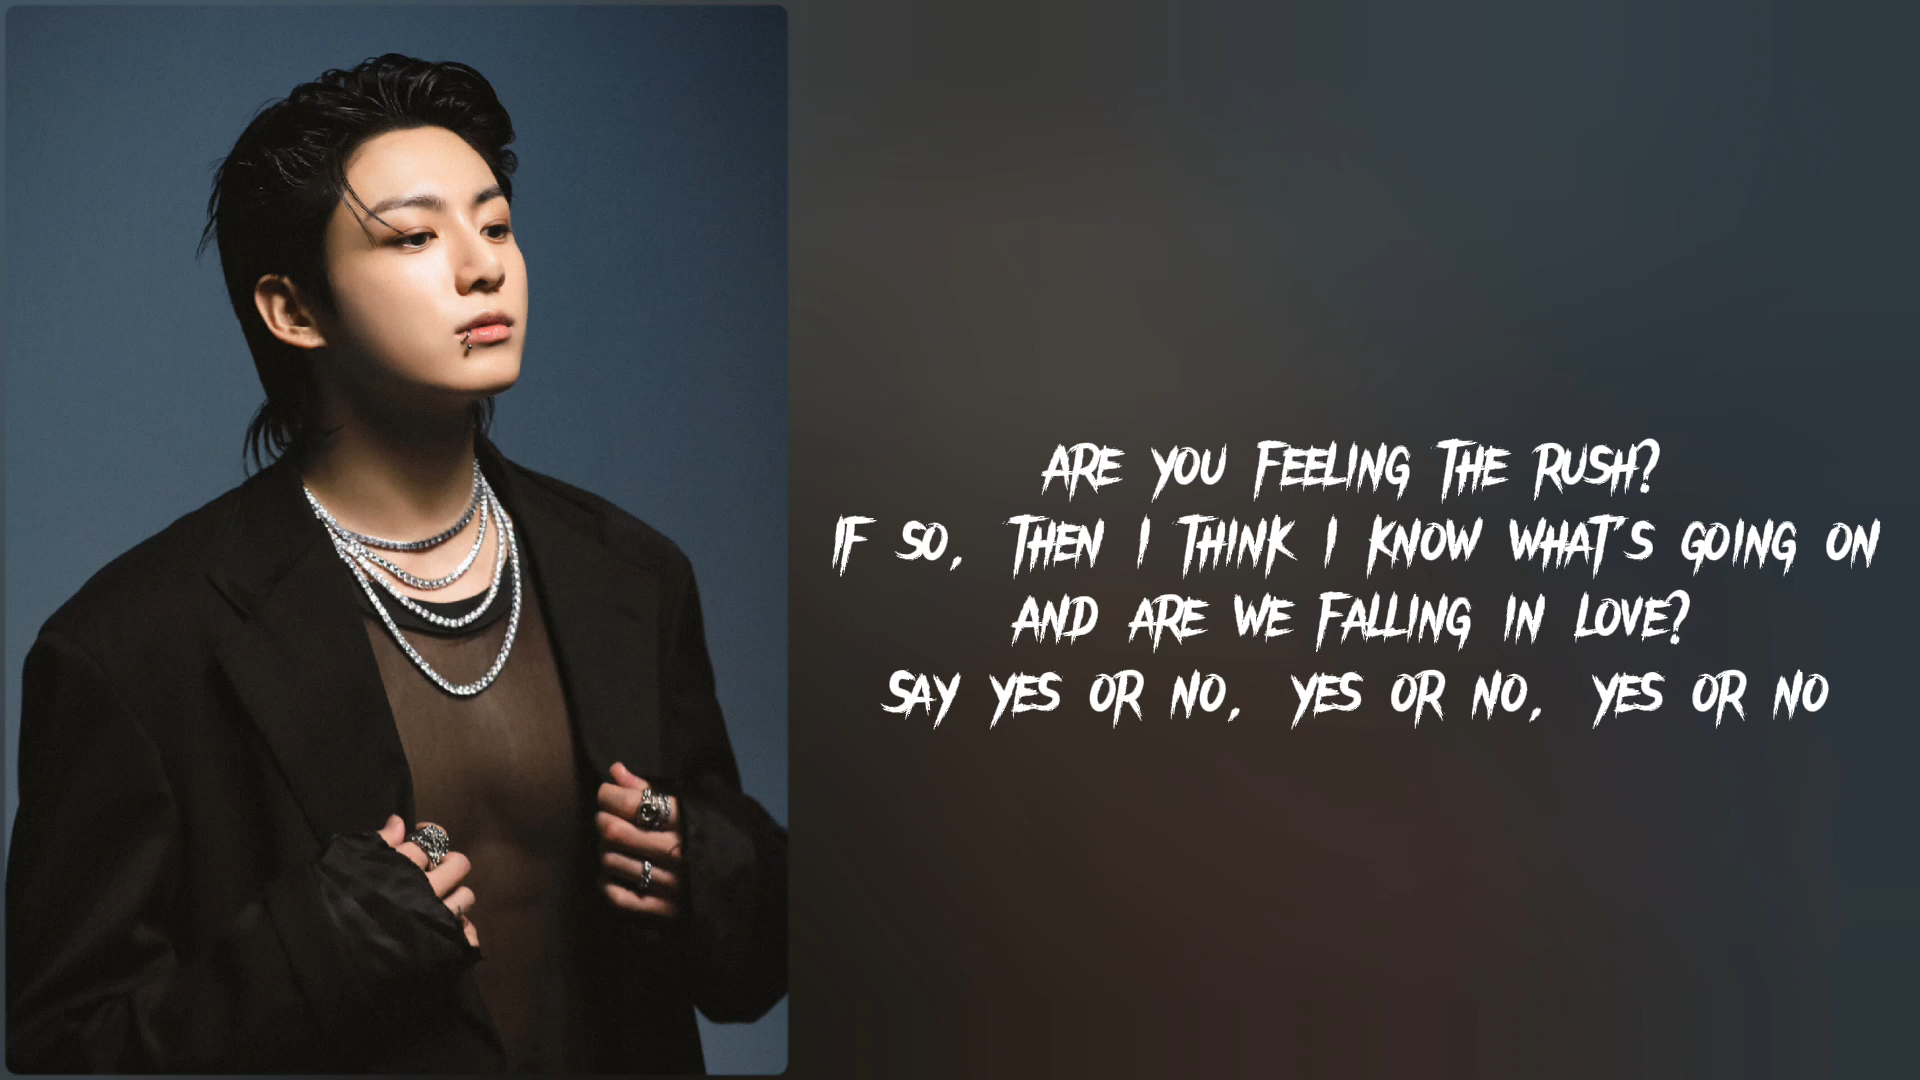 ARE YOU FEELING THE RUSH?
IF SO, THEN I THINK I KNOW WHAT'S GOING ON
AND ARE WE FALLING IN LOVE?
SAY YES OR NO, YES OR NO, YES OR NO